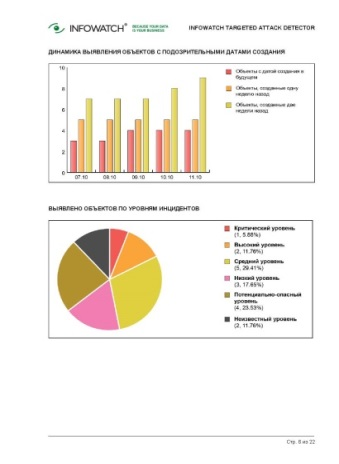 INFOWATCH®
BECAUSE YOUR DATA
IS YOUR BUSINESS
INFOWATCH TARGETED ATTACK DETECTOR
ДИНАМИКА ВЫЯВЛЕНИЯ ОБЪЕКТОВ С ПОДОЗРИТЕЛЬНЫМИ ДАТАМИ СОЗДАНИЯ
10
8
6
4
2
0
07.10 08.10 09.10 10.10 11.10
Объекты с датой создания в
будущем
Объекты, созданные одну
неделю назад
Объекты, созданные две
недели назад
ВЫЯВЛЕНО ОБЪЕКТОВ ПО УРОВНЯМ ИНЦИДЕНТОВ
Критический уровень
(1, 5.88%)
Высокий уровень
(2, 11.76%)
Средний уровень
(5, 29.41%)
Низкий уровень
(3, 17.65%)
Потенциально-опасный
уровень
(4, 23.53%)
Неизвестный уровень
(2, 11.76%)
Стр. 8 из 22